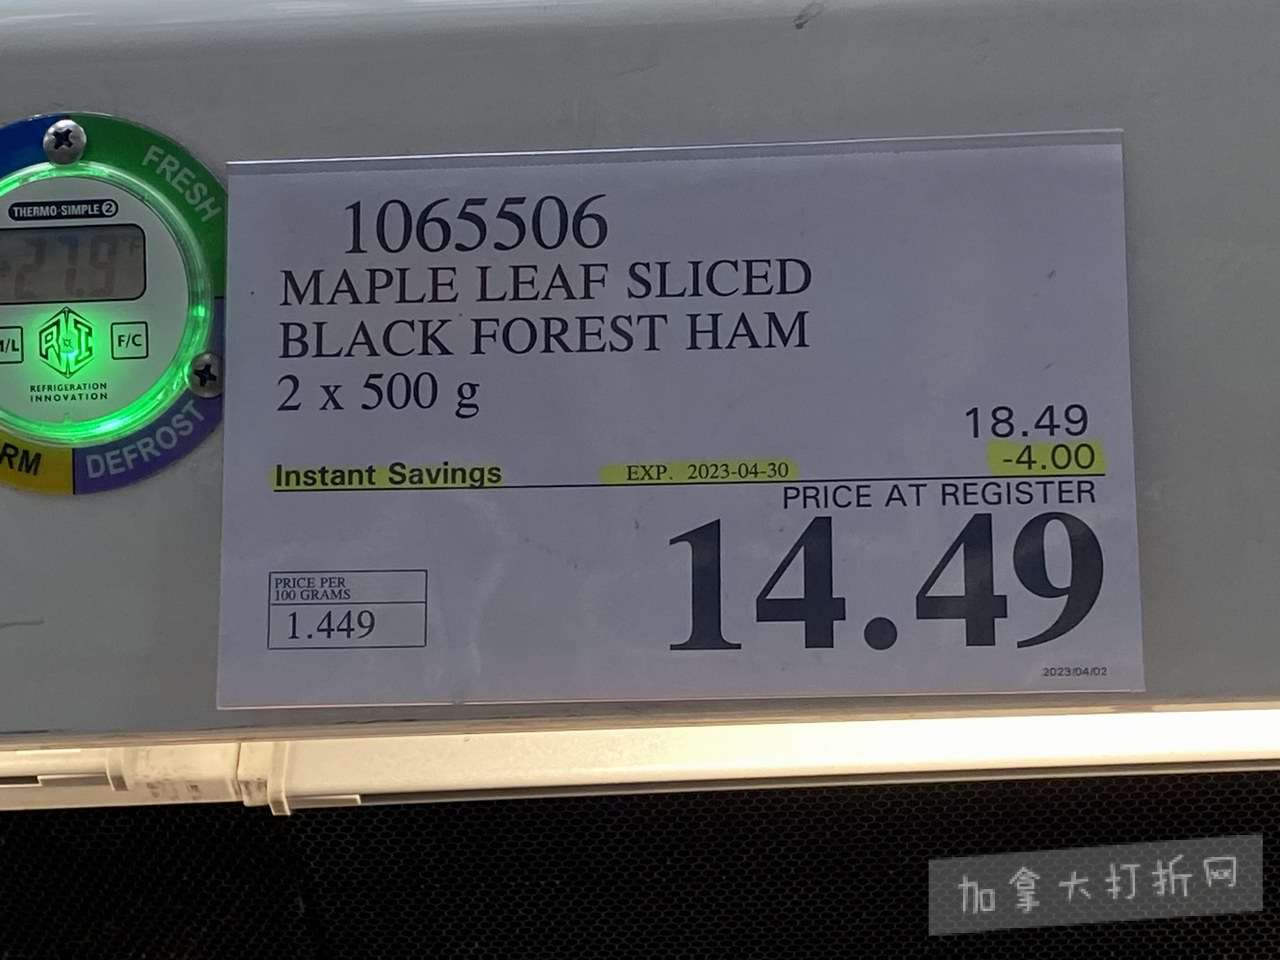 FRESH
THERMO·SIMPLE 2
27.9
F/C
REFRIGERATION
INNOVATION
DEFROST
1065506
MAPLE LEAF SLICED
BLACK FOREST HAM
2 x 500 g
18.49
Instant Savings EXP. 2023-04-30 -4.00
PRICE AT REGISTER
14.49
PRICE PER
100 GRAMS
1.449
2023/04/02
加拿大打折网